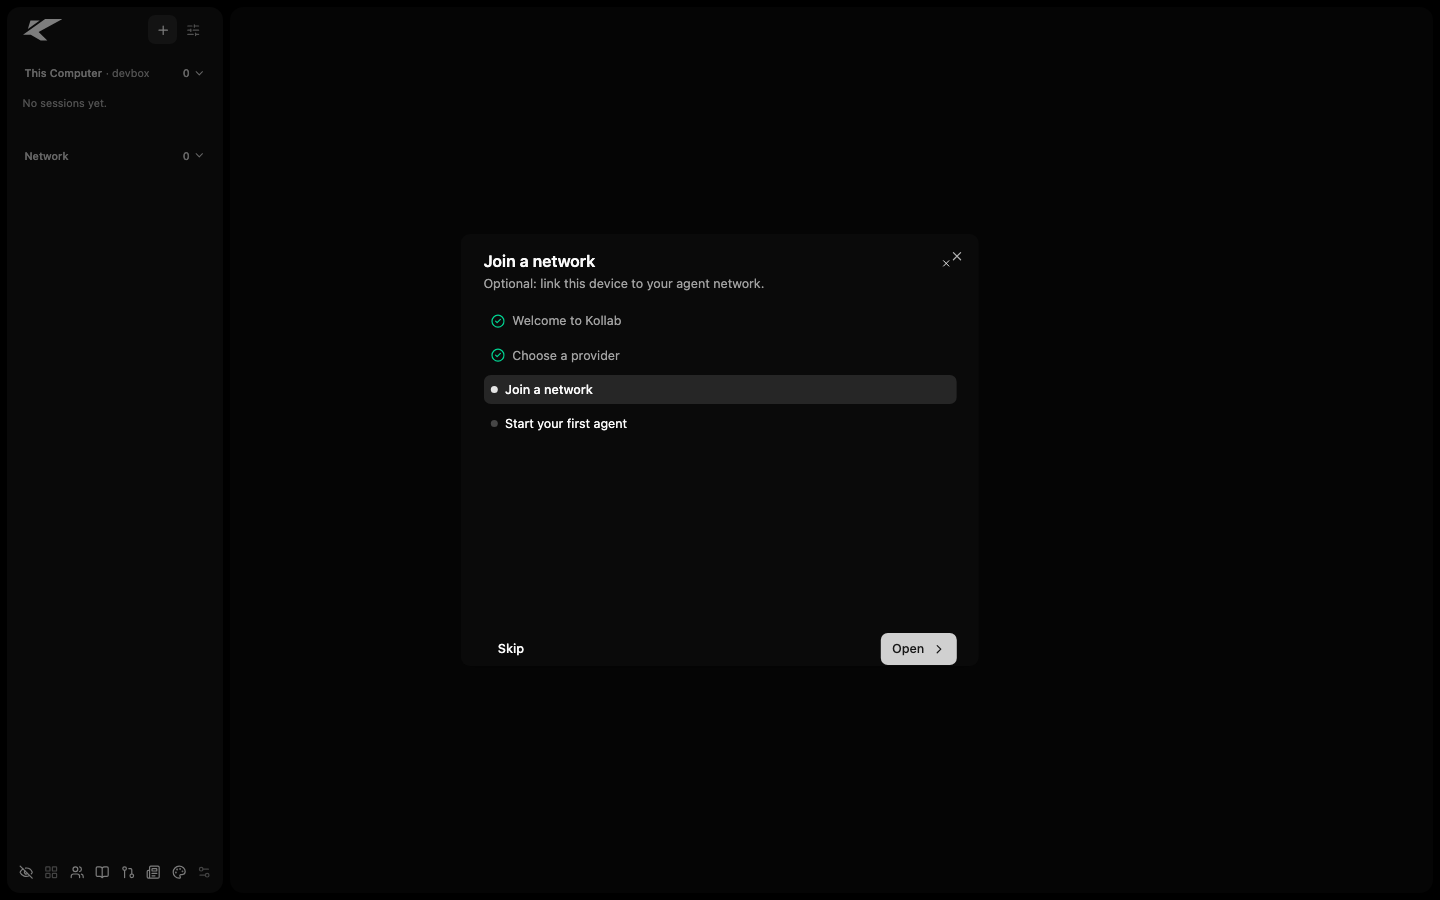 This Computer · devbox 0
No sessions yet.
Network 0
Join a network
Optional: link this device to your agent network.
Welcome to Kollab
Choose a provider
Join a network
Start your first agent
Skip
Open